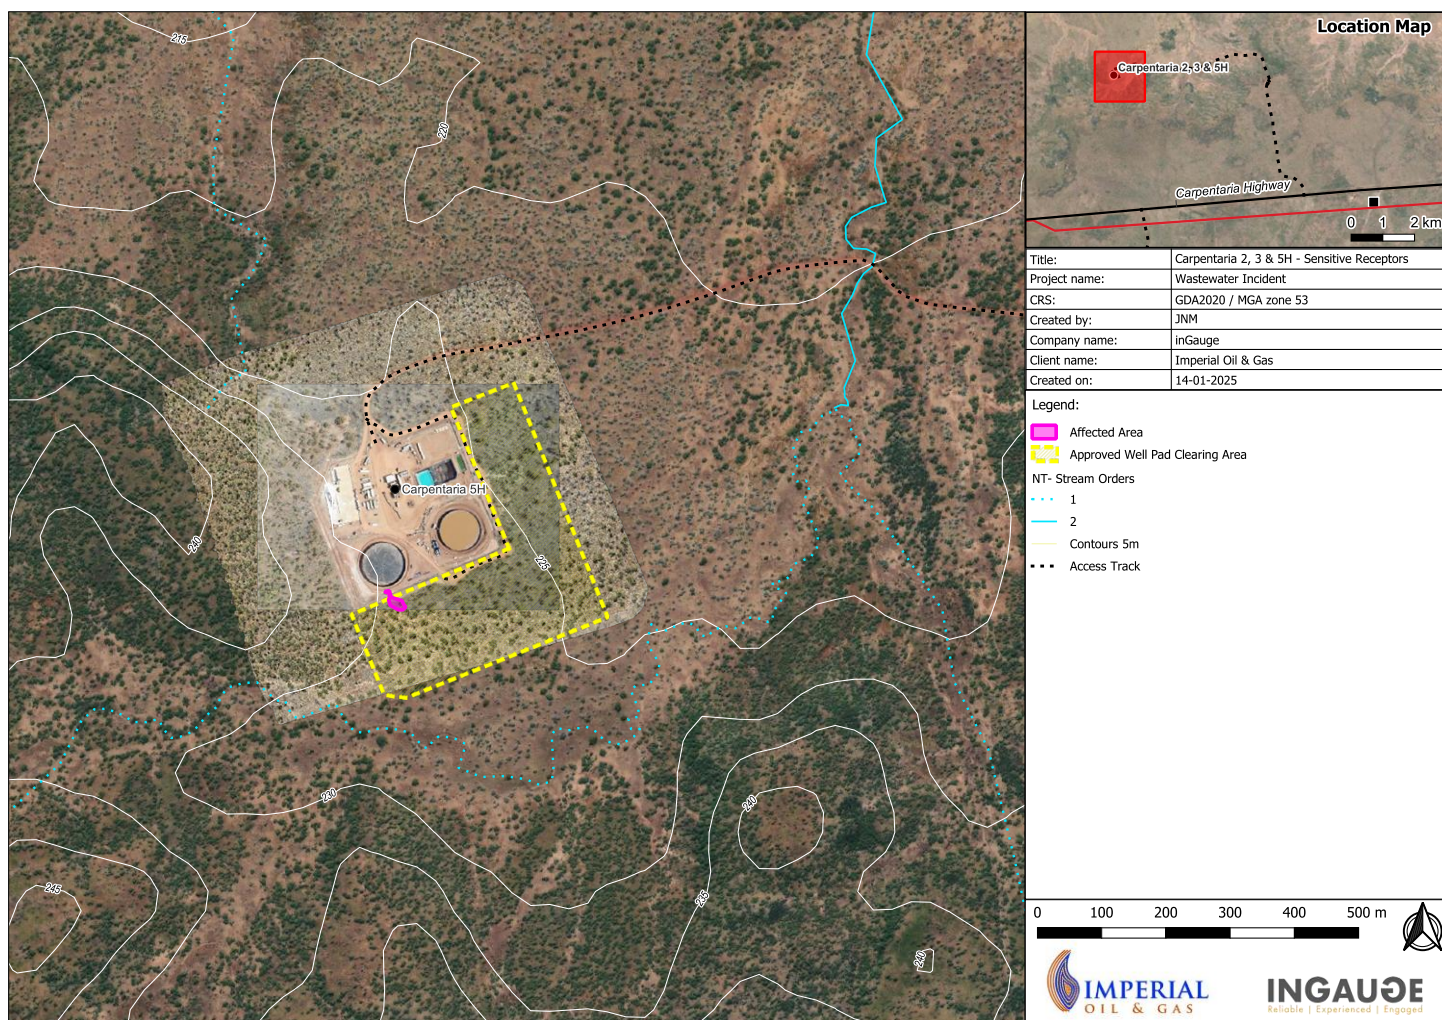 215
220
240
Carpentaria 5H
225
230
240
235
245
240
Location Map
Carpentaria 2, 3 & 5H
Carpentaria Highway
0 1 2 km
Title: Carpentaria 2, 3 & 5H - Sensitive Receptors
Project name: Wastewater Incident
CRS: GDA2020 / MGA zone 53
Created by: JNM
Company name: inGauge
Client name: Imperial Oil & Gas
Created on: 14-01-2025
Legend:
Affected Area
Approved Well Pad Clearing Area
NT- Stream Orders
1
2
Contours 5m
Access Track
0 100 200 300 400 500 m
IMPERIAL
OIL & GAS
INGAUGE
Reliable | Experienced | Engaged